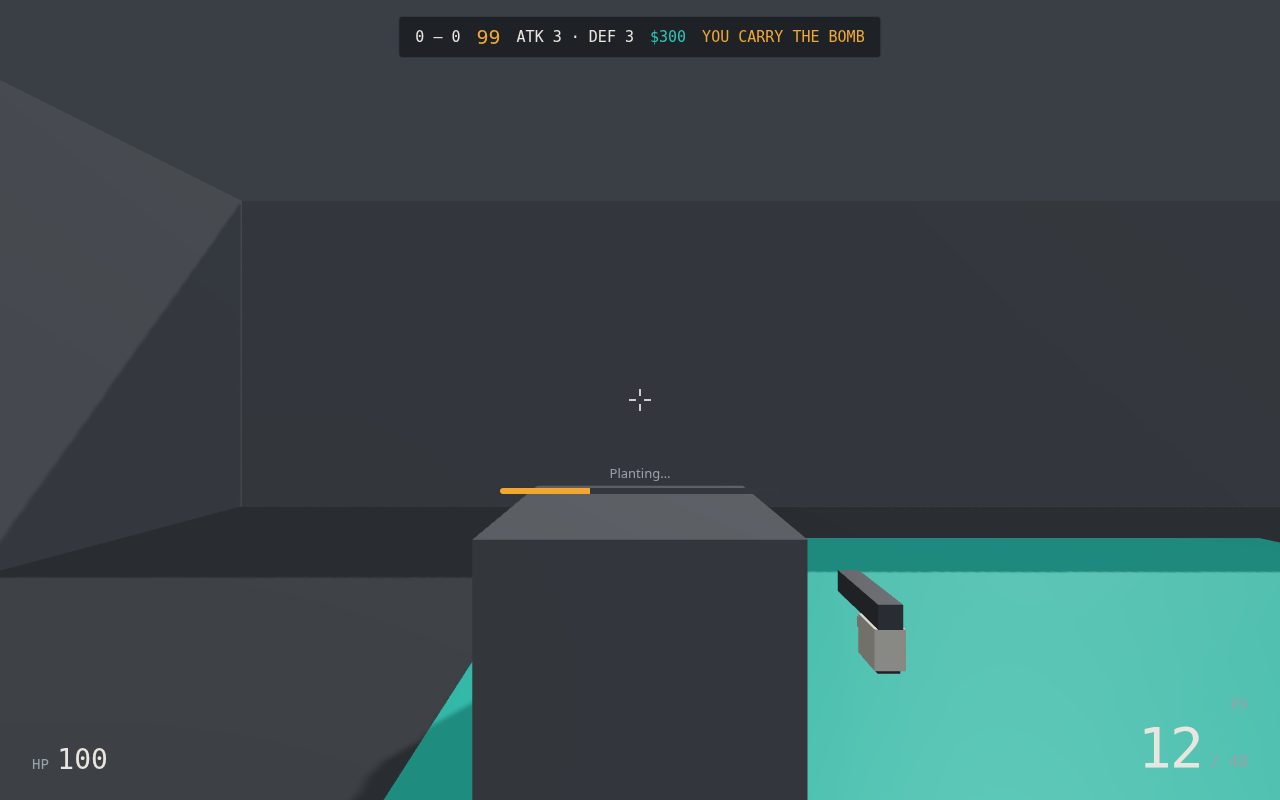 0 — 0 99 ATK 3 · DEF 3 $300 YOU CARRY THE BOMB
Planting...
HP 100
12